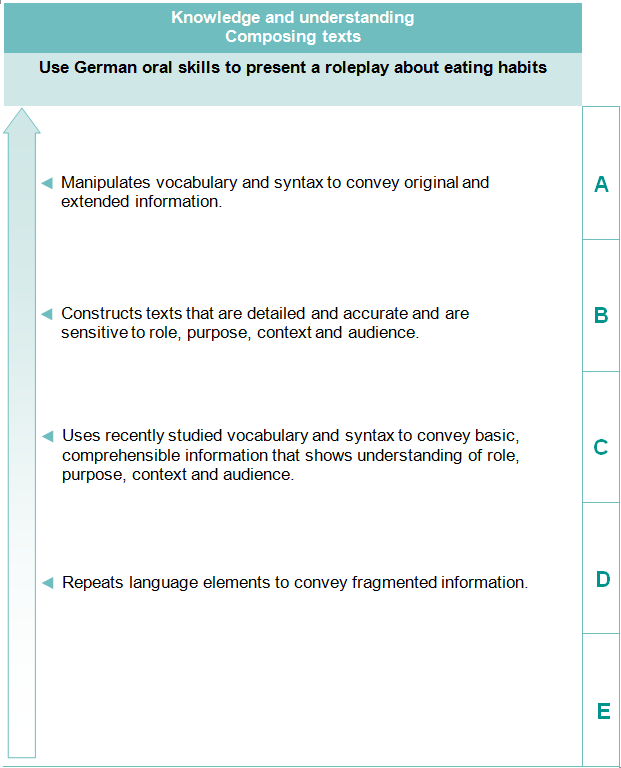 Knowledge and understanding
Composing texts
Use German oral skills to present a roleplay about eating habits
Manipulates vocabulary and syntax to convey original and
extended information.
A
Constructs texts that are detailed and accurate and are
sensitive to role, purpose, context and audience.
B
Uses recently studied vocabulary and syntax to convey basic,
comprehensible information that shows understanding of role,
purpose, context and audience.
C
Repeats language elements to convey fragmented information.
D
E